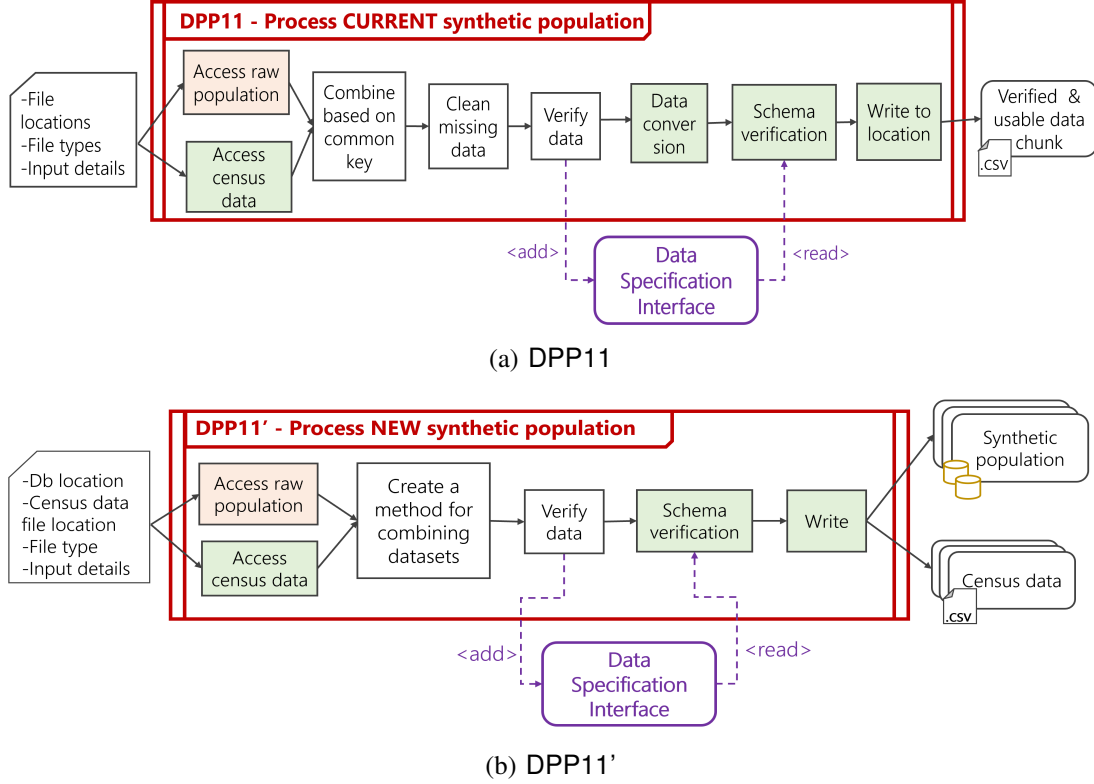 DPP11 - Process CURRENT synthetic population
-File
locations
-File types
-Input details
Access raw
population
Access
census
data
Combine
based on
common
key
Clean
missing
data
Verify
data
Data
conver
sion
Schema
verification
Write to
location
Verified &
usable data
chunk
.csv
<add>
Data
Specification
Interface
<read>
(a) DPP11
DPP11' - Process NEW synthetic population
-Db location
-Census data
file location
-File type
-Input details
Access raw
population
Access
census data
Create a
method for
combining
datasets
Verify
data
Schema
verification
Write
Synthetic
population
Census data
.csv
<add>
Data
Specification
Interface
<read>
(b) DPP11'